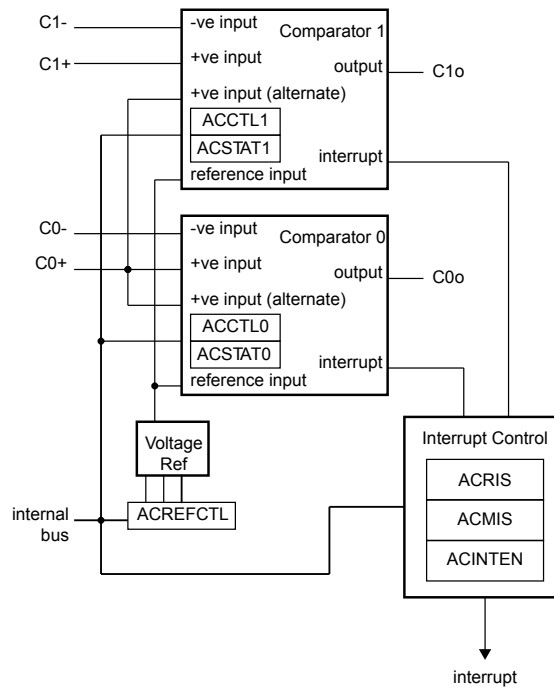 C1-
-ve input
Comparator 1
C1+
+ve input
output
C1o
+ve input (alternate)
ACCTL1
ACSTAT1
interrupt
reference input
C0-
-ve input
Comparator 0
C0+
+ve input
output
C0o
+ve input (alternate)
ACCTL0
ACSTAT0
interrupt
reference input
Voltage
Ref
Interrupt Control
ACRIS
internal
bus
ACREFCTL
ACMIS
ACINTEN
interrupt